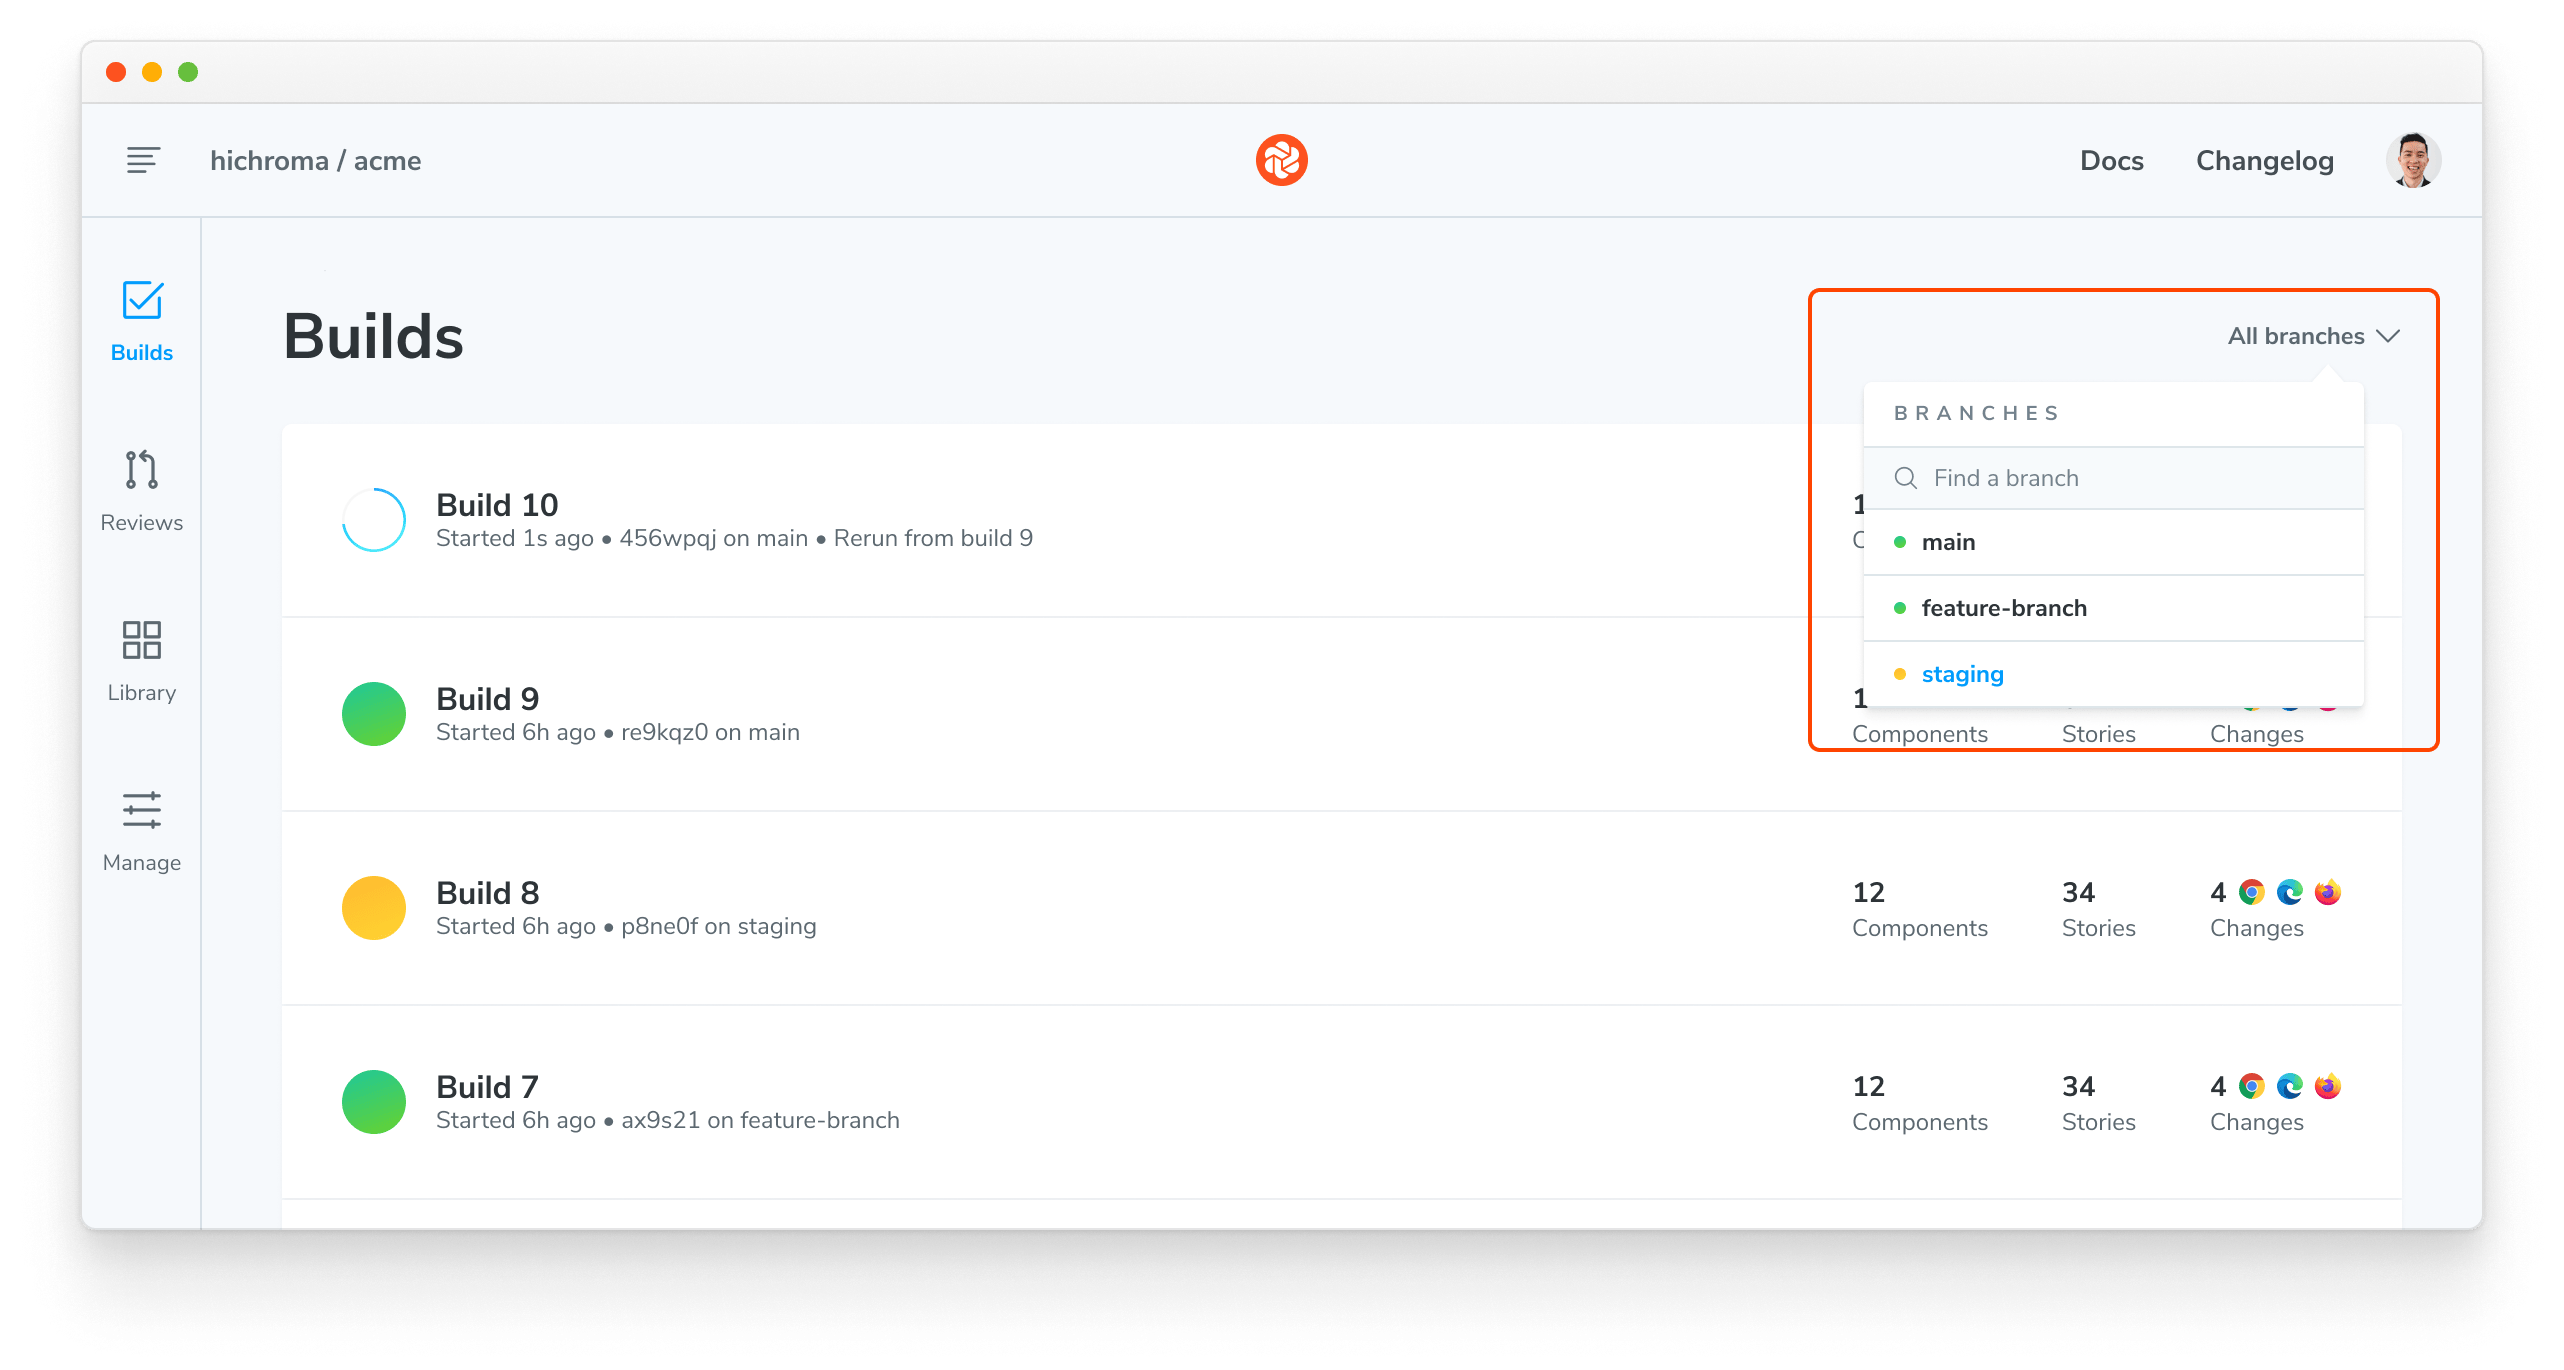 hichroma / acme
Docs
Changelog
Builds
Reviews
Library
Manage
Builds
All branches
BRANCHES
Find a branch
main
feature-branch
staging
Build 10
Started 1s ago • 456wpqj on main • Rerun from build 9
Build 9
Started 6h ago • re9kqz0 on main
Components
Stories
Changes
Build 8
Started 6h ago • p8ne0f on staging
12
Components
34
Stories
4
Changes
Build 7
Started 6h ago • ax9s21 on feature-branch
12
Components
34
Stories
4
Changes